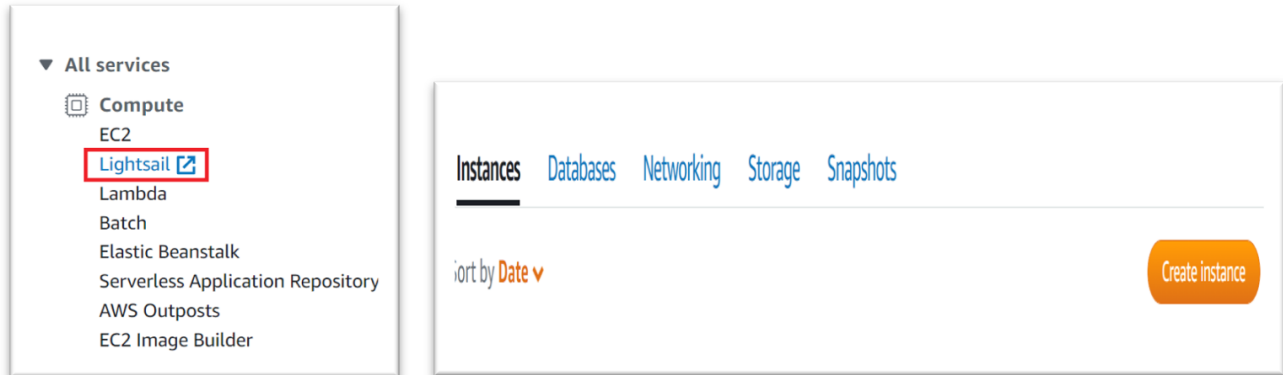 All services
Compute
EC2
Lightsail
Lambda
Batch
Elastic Beanstalk
Serverless Application Repository
AWS Outposts
EC2 Image Builder
Instances Databases Networking Storage Snapshots
Sort by Date
Create instance